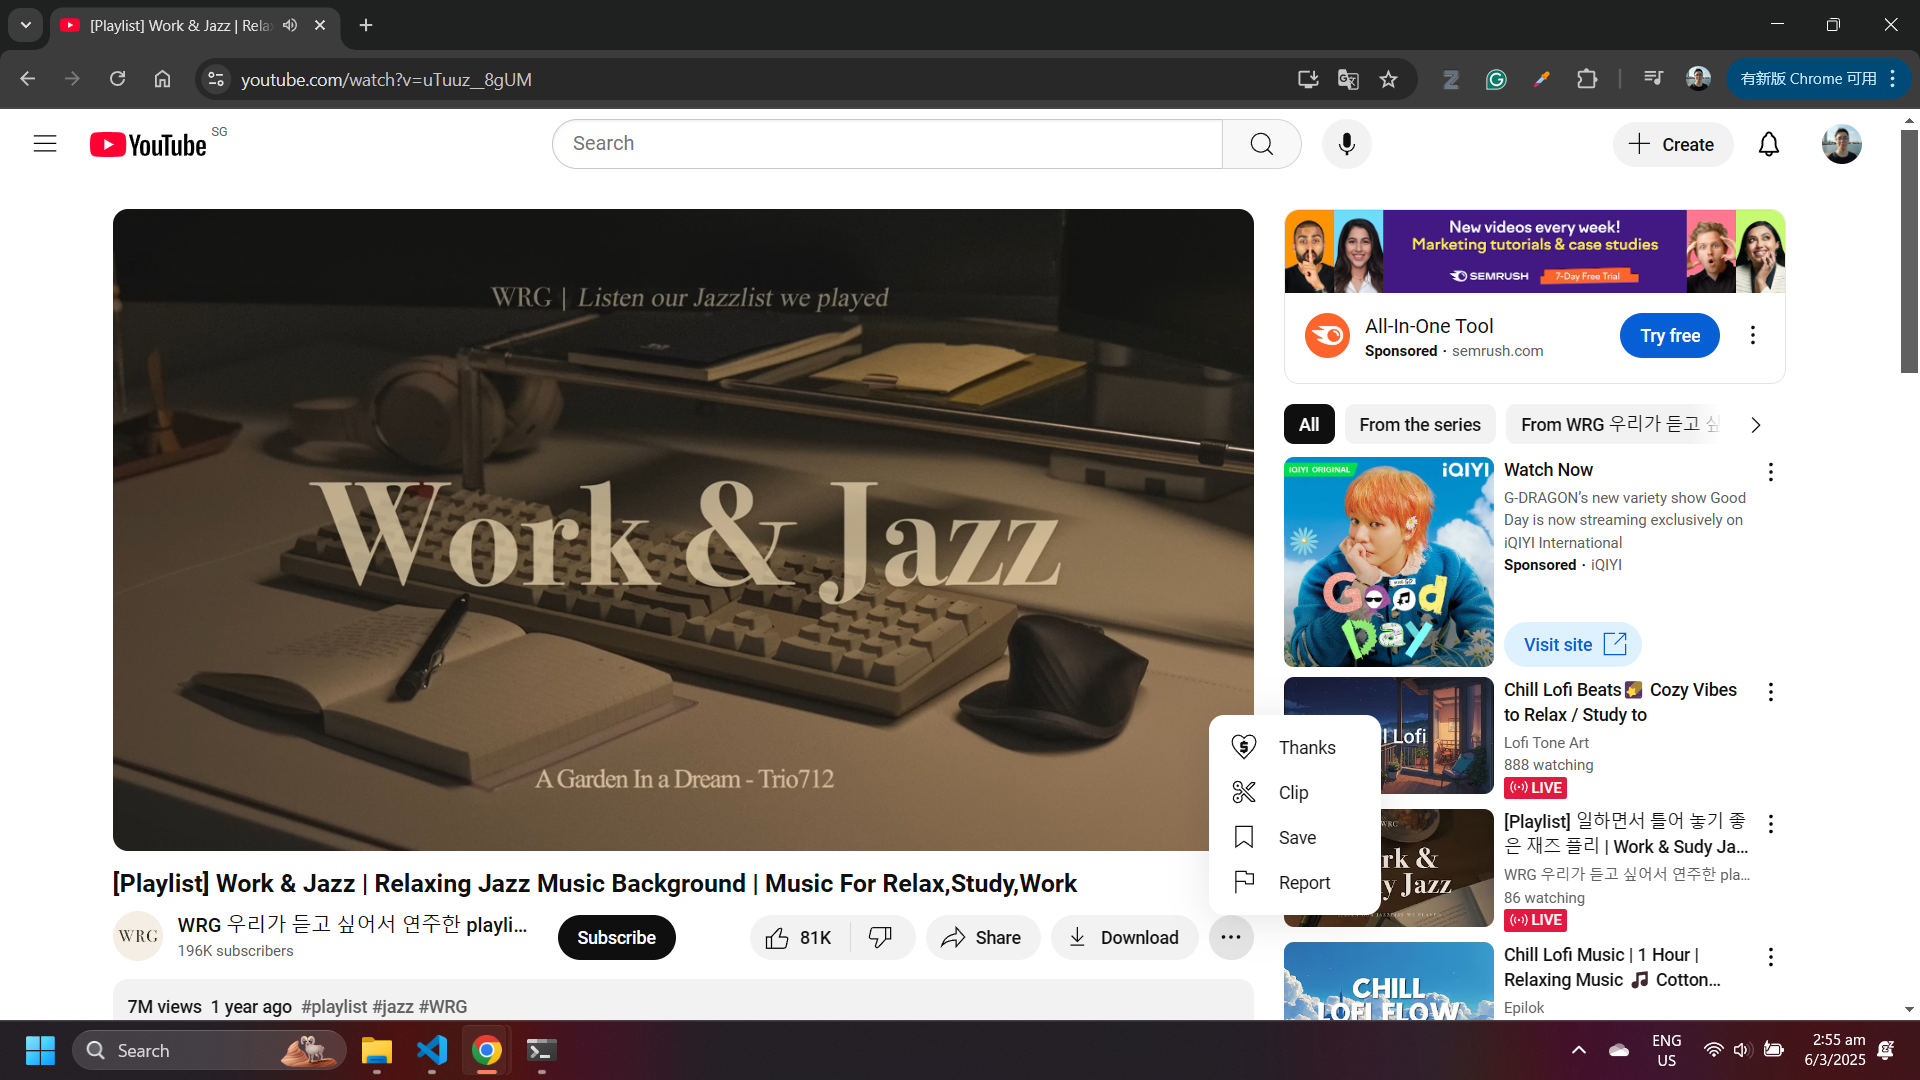 [Playlist] Work & Jazz | Rela
youtube.com/watch?v=uTuuz__8gUM
有新版 Chrome 可用
YouTube SG
Search
Create
WRG | Listen our Jazzlist we played
Work & Jazz
A Garden In a Dream - Trio712
New videos every week!
Marketing tutorials & case studies
SEMRUSH
7-Day Free Trial
All-In-One Tool
Sponsored · semrush.com
Try free
All
From the series
From WRG 우리가 듣고 싶
iQIYI ORIGINAL
iQIYI
Good
Day
Watch Now
G-DRAGON’s new variety show Good
Day is now streaming exclusively on
iQIYI International
Sponsored · iQIYI
Visit site
Chill Lofi Beats🌠 Cozy Vibes
to Relax / Study to
Lofi Tone Art
888 watching
LIVE
Lofi
Thanks
Clip
Save
Report
[Playlist] 일하면서 틀어 놓기 좋
은 재즈 플리 | Work & Sudy Ja...
WRG 우리가 듣고 싶어서 연주한 pla...
86 watching
LIVE
rk &
y Jazz
Chill Lofi Music | 1 Hour |
Relaxing Music 🎵 Cotton...
Epilok
CHILL
LOFI FLOW
[Playlist] Work & Jazz | Relaxing Jazz Music Background | Music For Relax,Study,Work
WRG
WRG 우리가 듣고 싶어서 연주한 playli...
196K subscribers
Subscribe
81K
Share
Download
7M views 1 year ago #playlist #jazz #WRG
Search
ENG
US
2:55 am
6/3/2025